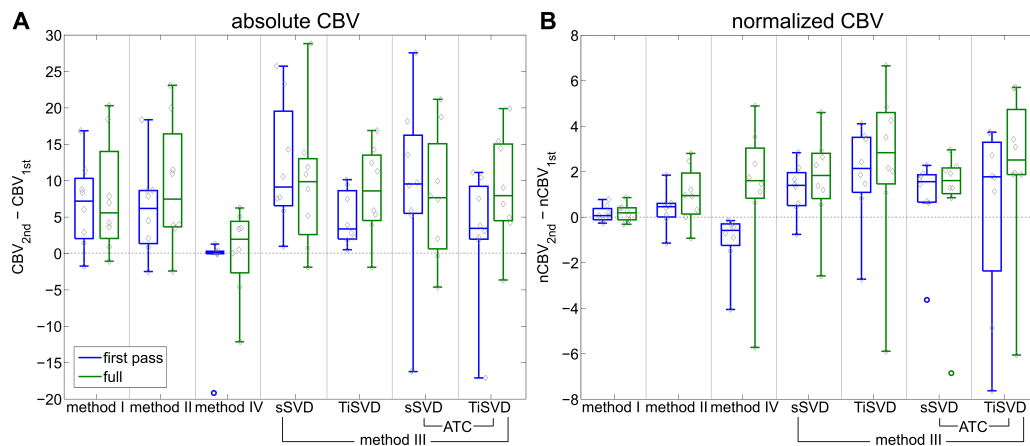 A
absolute CBV
CBV2nd − CBV1st
30
25
20
15
10
5
0
−5
−10
−15
−20
first pass
full
method I
method II
method IV
sSVD
TiSVD
sSVD
TiSVD
ATC
method III
B
normalized CBV
nCBV2nd − nCBV1st
8
6
4
2
0
−2
−4
−6
−8
method I
method II
method IV
sSVD
TiSVD
sSVD
TiSVD
ATC
method III